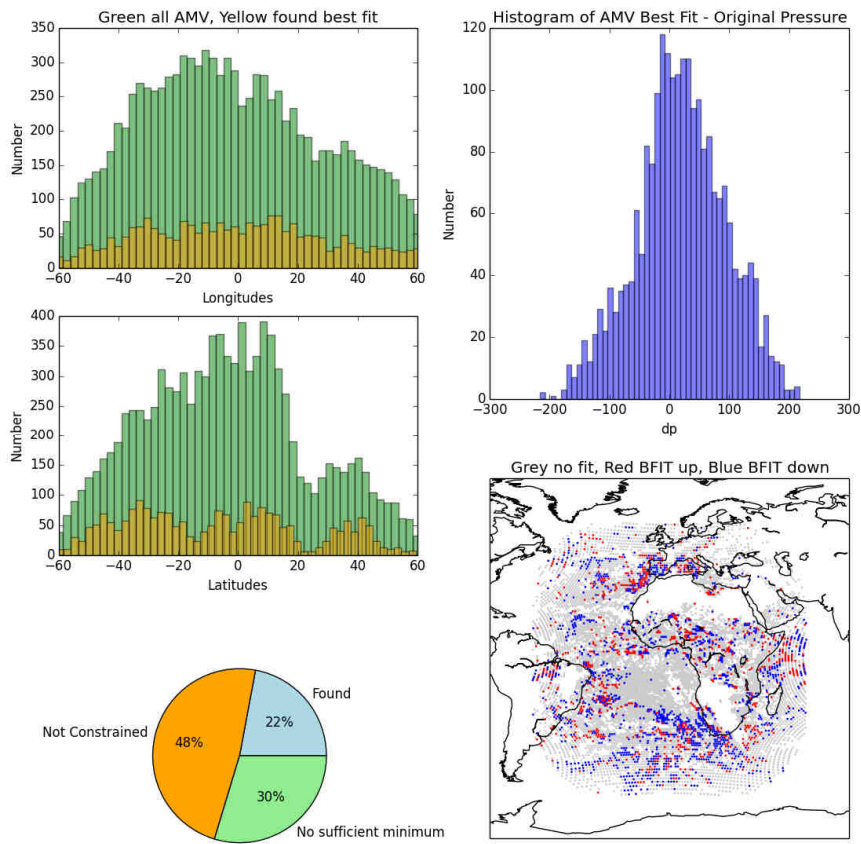 Green all AMV, Yellow found best fit
350
300
250
200
150
100
50
0
Number
−60 −40 −20 0 20 40 60
Longitudes
400
350
300
250
200
150
100
50
0
Number
−60 −40 −20 0 20 40 60
Latitudes
Not Constrained
48%
Found
22%
30%
No sufficient minimum
Histogram of AMV Best Fit - Original Pressure
120
100
80
60
40
20
0
Number
−300 −200 −100 0 100 200 300
dp
Grey no fit, Red BFIT up, Blue BFIT down